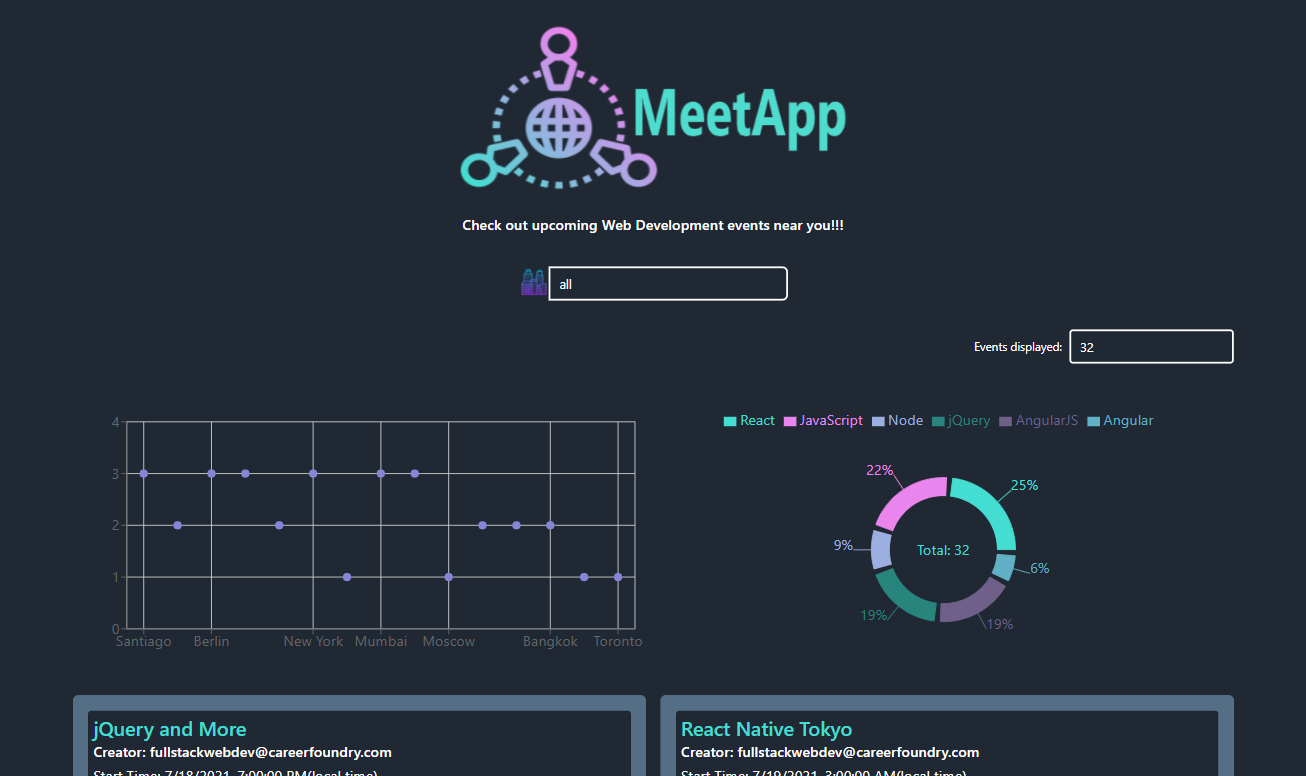 MeetApp
Check out upcoming Web Development events near you!!!
all
Events displayed: 32
4
3
2
1
0
Santiago Berlin New York Mumbai Moscow Bangkok Toronto
React JavaScript Node jQuery AngularJS Angular
22%
25%
9%
Total: 32
6%
19%
19%
jQuery and More
Creator: fullstackwebdev@careerfoundry.com
Start Time: 7/18/2021, 7:00:00 PM(local time)
React Native Tokyo
Creator: fullstackwebdev@careerfoundry.com
Start Time: 7/19/2021, 3:00:00 AM(local time)